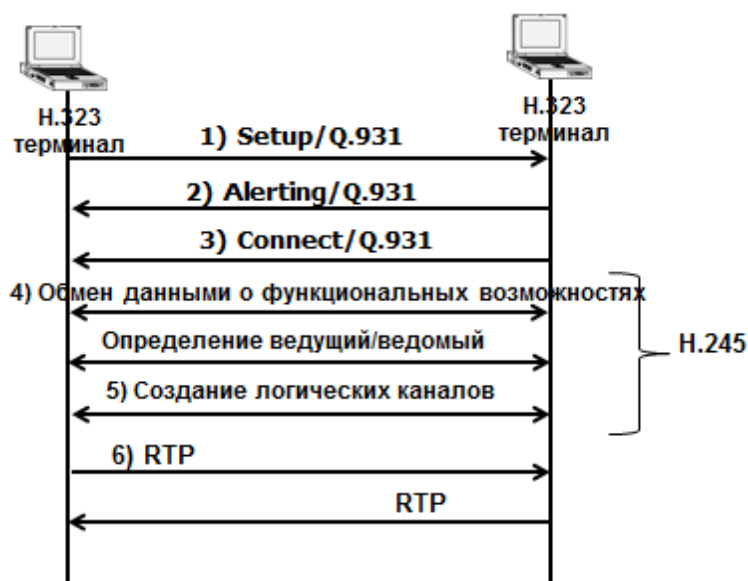 H.323
терминал
H.323
терминал
1) Setup/Q.931
2) Alerting/Q.931
3) Connect/Q.931
4) Обмен данными о функциональных возможностях
Определение ведущий/ведомый
H.245
5) Создание логических каналов
6) RTP
RTP